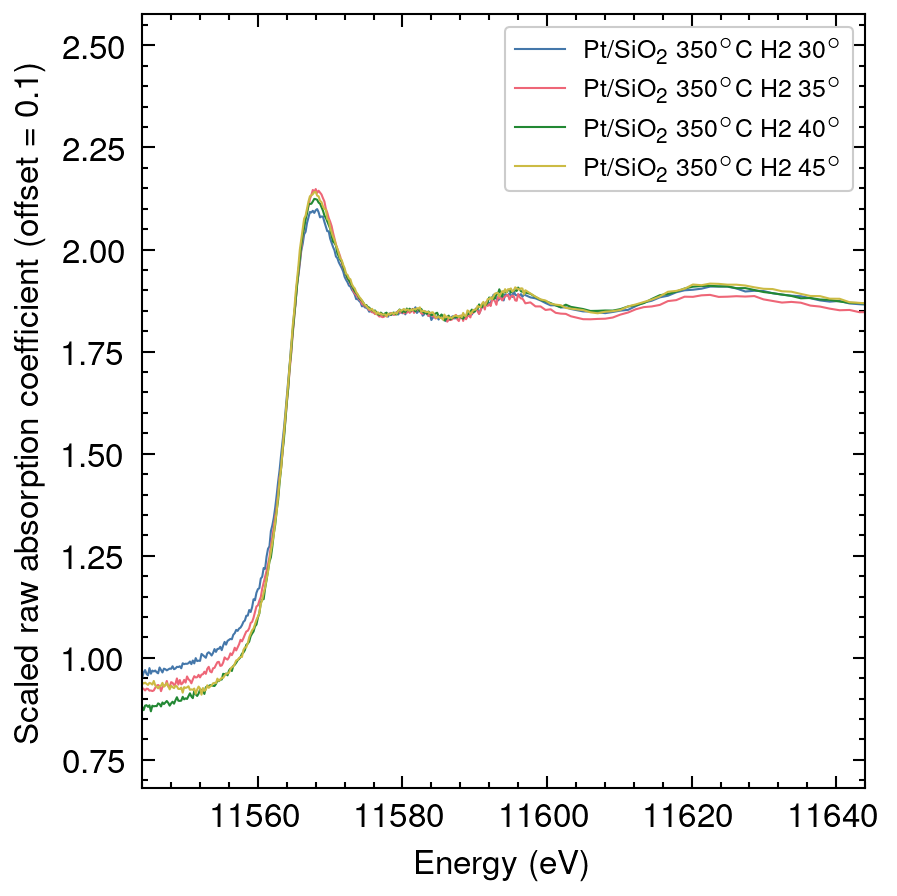 Scaled raw absorption coefficient (offset = 0.1)
2.50
2.25
2.00
1.75
1.50
1.25
1.00
0.75
Pt/SiO₂ 350°C H2 30°
Pt/SiO₂ 350°C H2 35°
Pt/SiO₂ 350°C H2 40°
Pt/SiO₂ 350°C H2 45°
11560 11580 11600 11620 11640
Energy (eV)